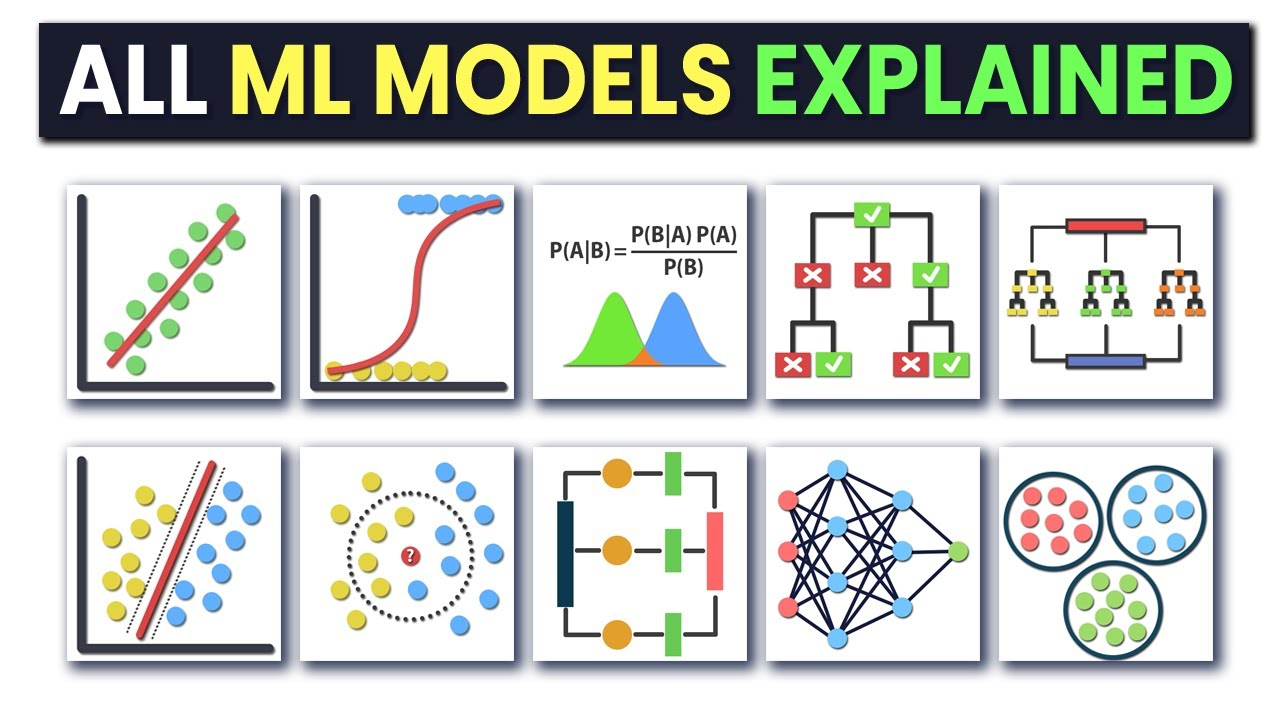 ALL ML MODELS EXPLAINED
P(A|B)=
P(B|A) P(A)
P(B)
?